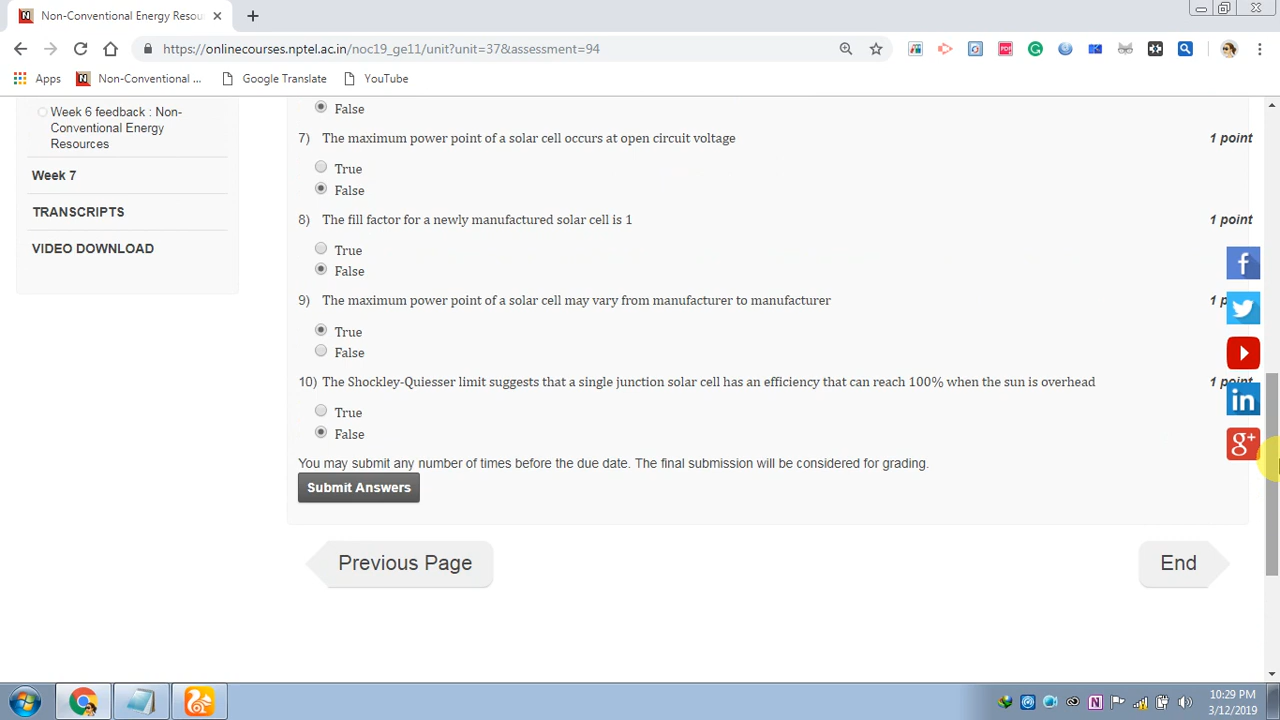 Non-Conventional Energy Resou
https://onlinecourses.nptel.ac.in/noc19_ge11/unit?unit=37&assessment=94
Apps
Non-Conventional ...
Google Translate
YouTube
Week 6 feedback : Non-
Conventional Energy
Resources
Week 7
TRANSCRIPTS
VIDEO DOWNLOAD
False
7) The maximum power point of a solar cell occurs at open circuit voltage 1 point
True
False
8) The fill factor for a newly manufactured solar cell is 1 1 point
True
False
9) The maximum power point of a solar cell may vary from manufacturer to manufacturer 1 p
True
False
10) The Shockley-Quiesser limit suggests that a single junction solar cell has an efficiency that can reach 100% when the sun is overhead 1 point
True
False
You may submit any number of times before the due date. The final submission will be considered for grading.
Submit Answers
Previous Page
End
f
in
g+
10:29 PM
3/12/2019